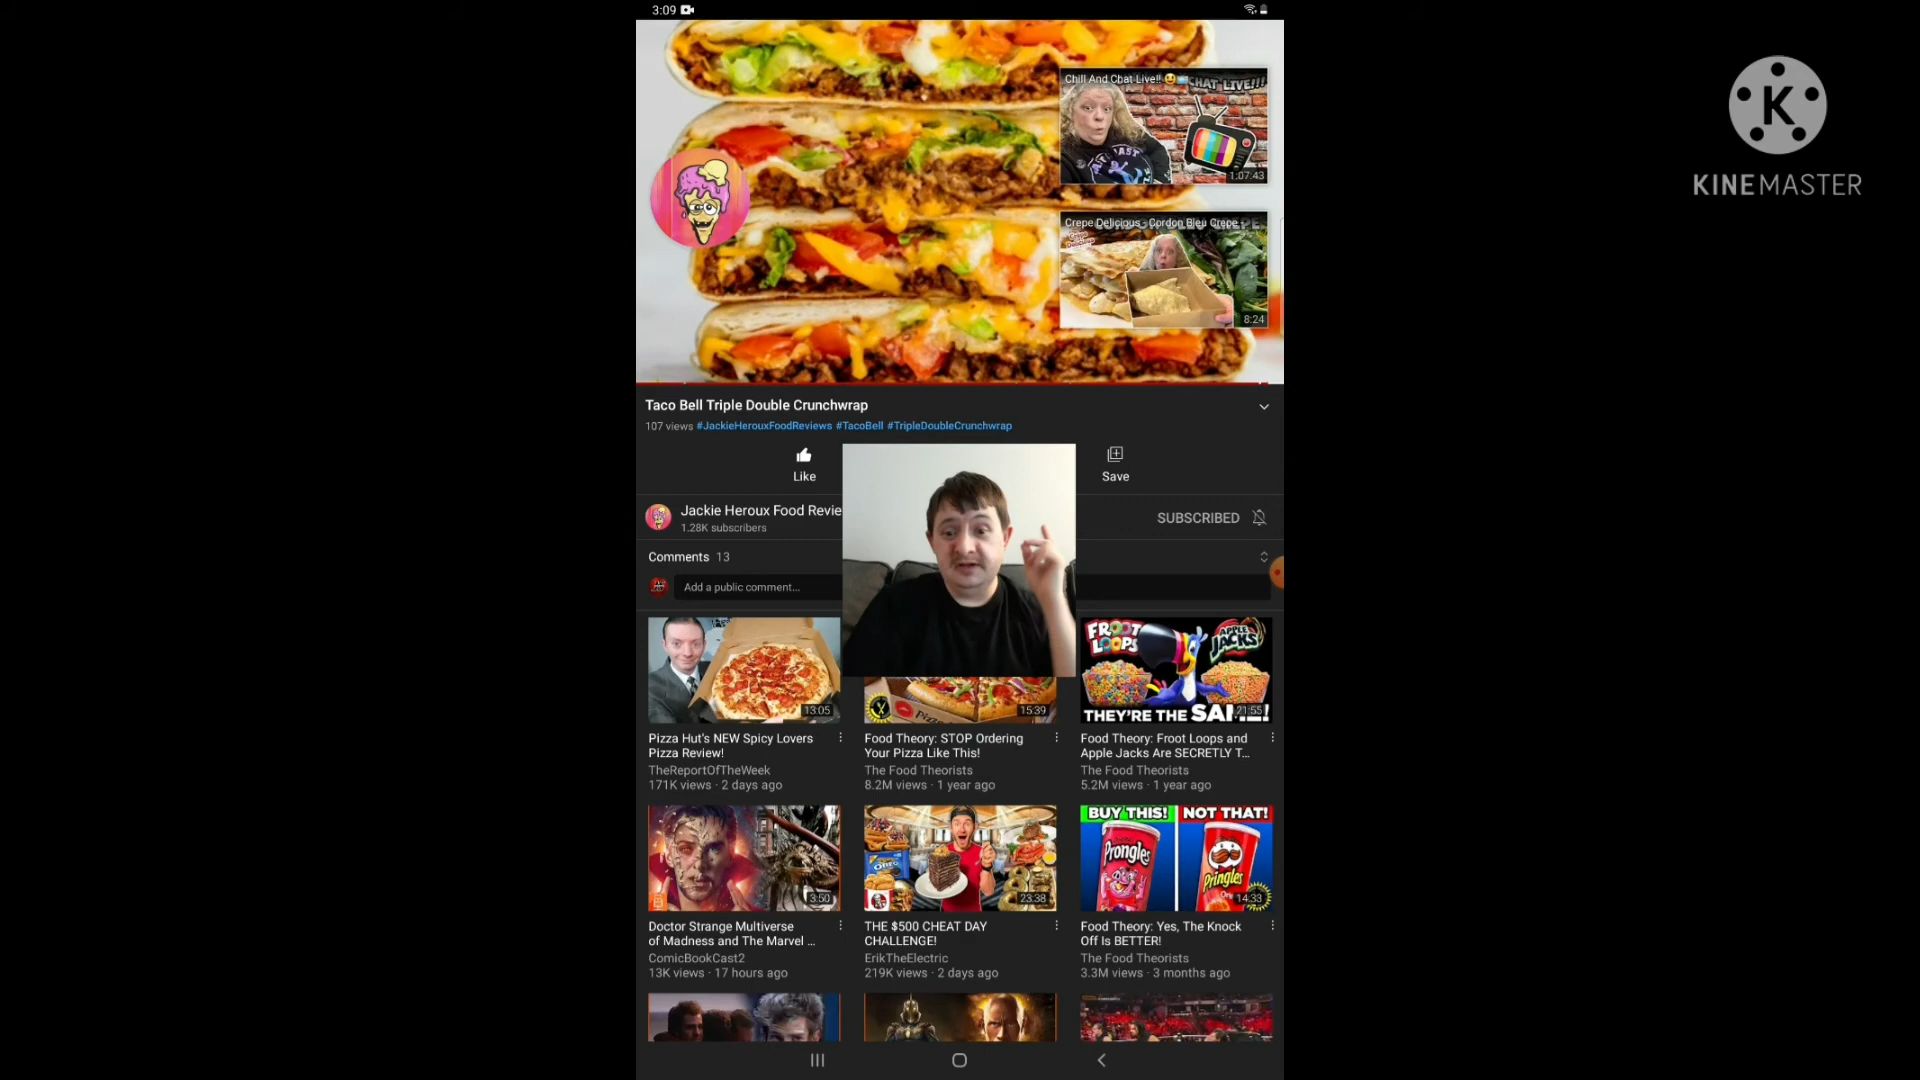 3:09
Chill And Chat Live!!
CHAT LIVE!!!
1:07:43
Crepe Delicious - Gordon Bleu Crepe
8:24
K
KINEMASTER
Taco Bell Triple Double Crunchwrap
107 views #JackieHerouxFoodReviews #TacoBell #TripleDoubleCrunchwrap
Like
Save
Jackie Heroux Food Revie
1.28K subscribers
SUBSCRIBED
Comments 13
Add a public comment...
FROOT LOOPS
APPLE JACKS
THEY'RE THE
13:05
15:39
21:55
Pizza Hut's NEW Spicy Lovers
Pizza Review!
TheReportOfTheWeek
171K views · 2 days ago
Food Theory: STOP Ordering
Your Pizza Like This!
The Food Theorists
8.2M views · 1 year ago
Food Theory: Froot Loops and
Apple Jacks Are SECRETLY T...
The Food Theorists
5.2M views · 1 year ago
BUY THIS!
NOT THAT!
Prongles
Pringles
OREO
KFC
3:50
23:38
14:33
Doctor Strange Multiverse
of Madness and The Marvel ...
ComicBookCast2
13K views · 17 hours ago
THE $500 CHEAT DAY
CHALLENGE!
ErikTheElectric
219K views · 2 days ago
Food Theory: Yes, The Knock
Off Is BETTER!
The Food Theorists
3.3M views · 3 months ago